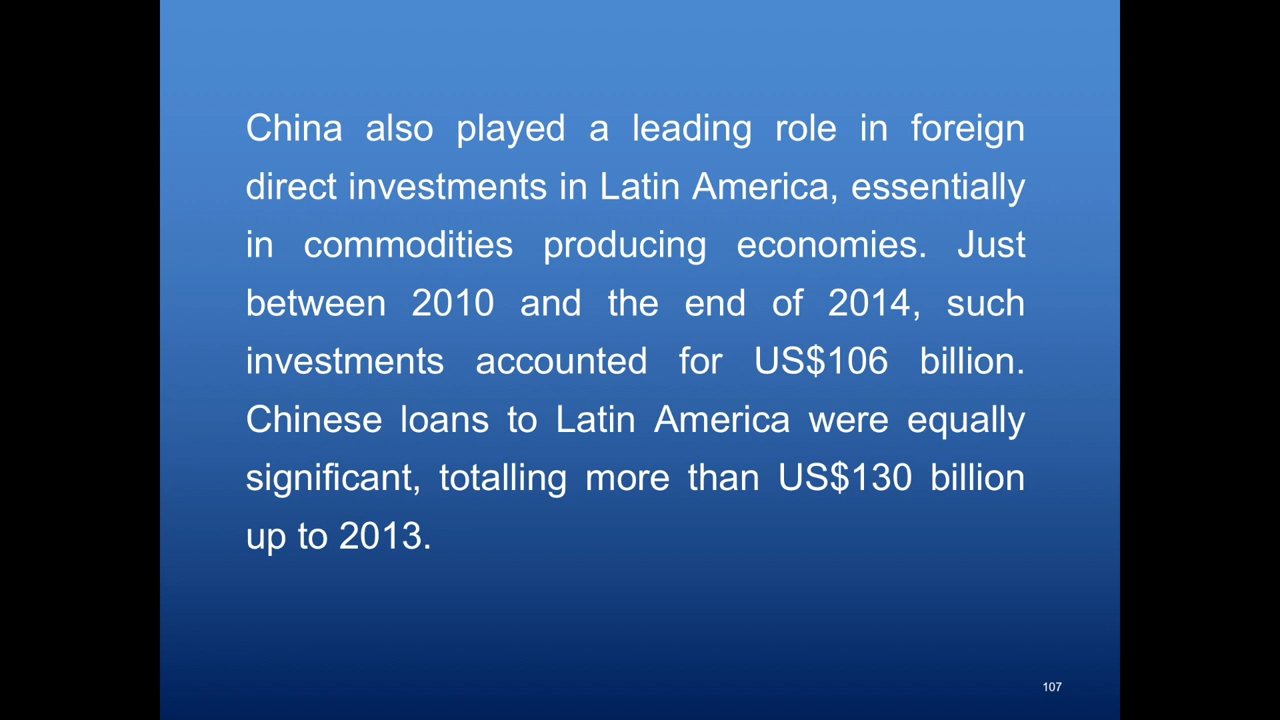 China also played a leading role in foreign
direct investments in Latin America, essentially
in commodities producing economies. Just
between 2010 and the end of 2014, such
investments accounted for US$106 billion.
Chinese loans to Latin America were equally
significant, totalling more than US$130 billion
up to 2013.
107